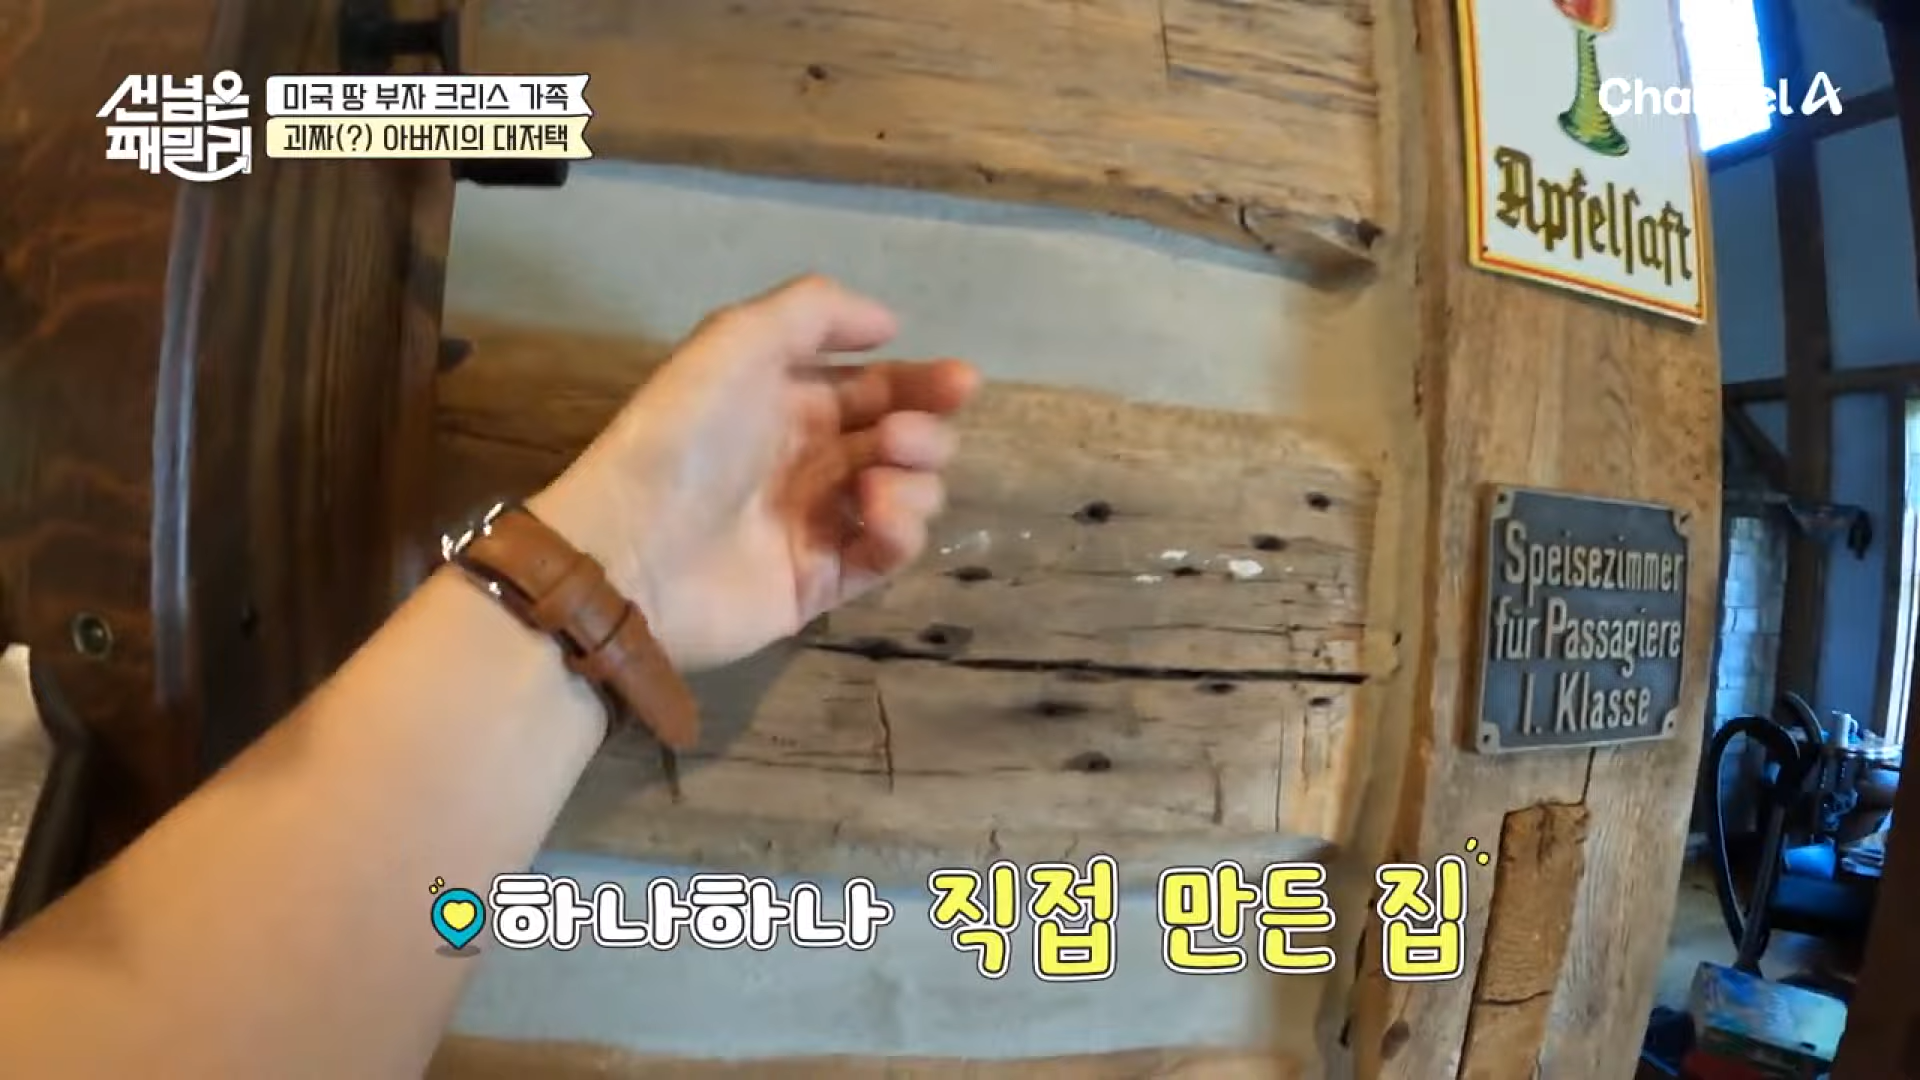 선넘은
패밀리
미국 땅 부자 크리스 가족
괴짜(?) 아버지의 대저택
Channel A
Apfelſaft
Speisezimmer
für Passagiere
1. Klasse
하나하나 직접 만든 집